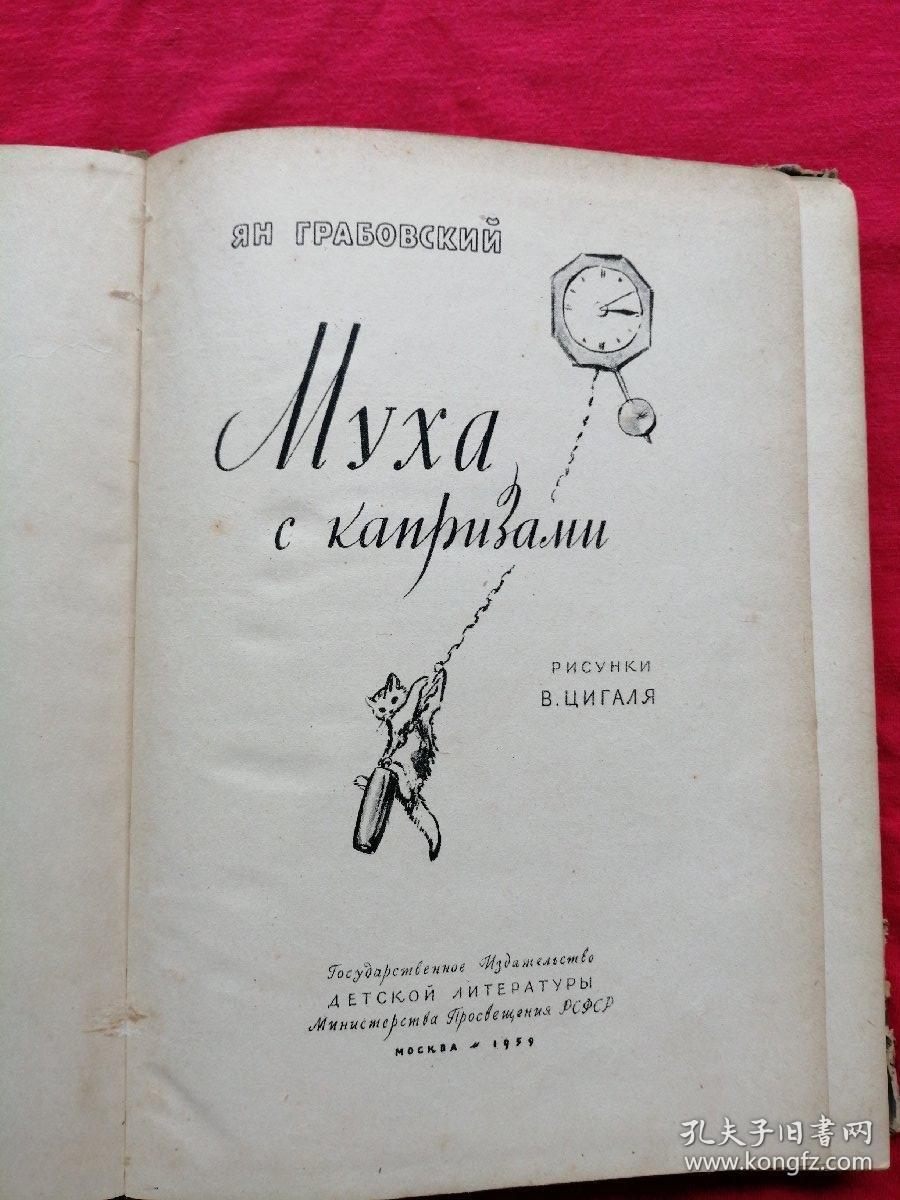 ЯН ГРАБОВСКИЙ
Муха
с капризами
РИСУНКИ
В. ЦИГАЛЯ
Государственное Издательство
ДЕТСКОЙ ЛИТЕРАТУРЫ
Министерства Просвещения РСФСР
МОСКВА 1959
孔夫子旧書网
www.kongfz.com